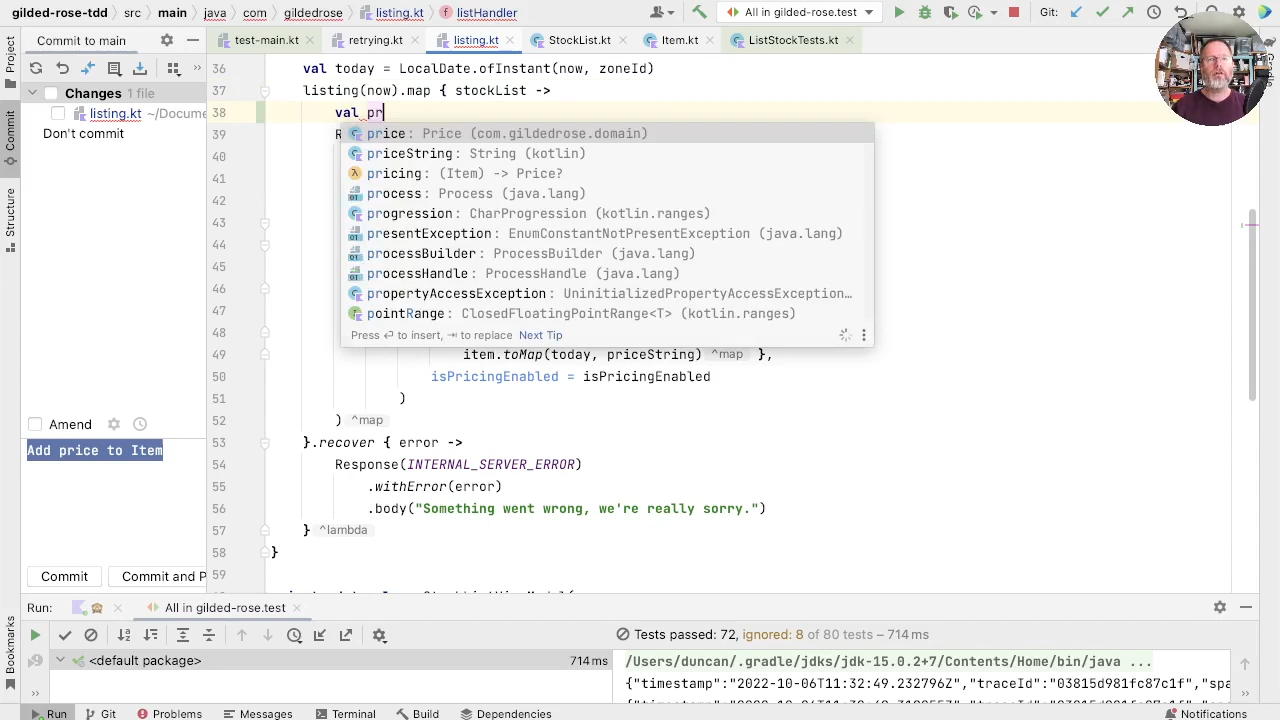 gilded-rose-tdd
src
main
java
com
gildedrose
listing.kt
listHandler
All in gilded-rose.test
Git:
Project
Commit
Structure
Bookmarks
Commit to main
test-main.kt
retrying.kt
listing.kt
StockList.kt
Item.kt
ListStockTests.kt
Changes 1 file
listing.kt ~/Docume
Don't commit
36 val today = LocalDate.ofInstant(now, zoneId)
37 listing(now).map { stockList ->
38 val pr
39 R
40
41
42
43
44
45
46
47
48
49 item.toMap(today, priceString) ^map },
50 isPricingEnabled = isPricingEnabled
51 )
52 ) ^map
53 }.recover { error ->
54 Response(INTERNAL_SERVER_ERROR)
55 .withError(error)
56 .body("Something went wrong, we're really sorry.")
57 } ^lambda
58 }
59
price: Price (com.gildedrose.domain)
priceString: String (kotlin)
pricing: (Item) -> Price?
process: Process (java.lang)
progression: CharProgression (kotlin.ranges)
presentException: EnumConstantNotPresentException (java.lang)
processBuilder: ProcessBuilder (java.lang)
processHandle: ProcessHandle (java.lang)
propertyAccessException: UninitializedPropertyAccessException…
pointRange: ClosedFloatingPointRange<T> (kotlin.ranges)
Press ↩ to insert, ⇥ to replace Next Tip
Amend
Add price to Item
Commit
Commit and P
Run:
All in gilded-rose.test
Tests passed: 72, ignored: 8 of 80 tests – 714 ms
<default package> 714 ms
/Users/duncan/.gradle/jdks/jdk-15.0.2+7/Contents/Home/bin/java ...
{"timestamp":"2022-10-06T11:32:49.232796Z","traceId":"03815d981fc87c1f","spa
Run
Git
Problems
Messages
Terminal
Build
Dependencies
Notifications